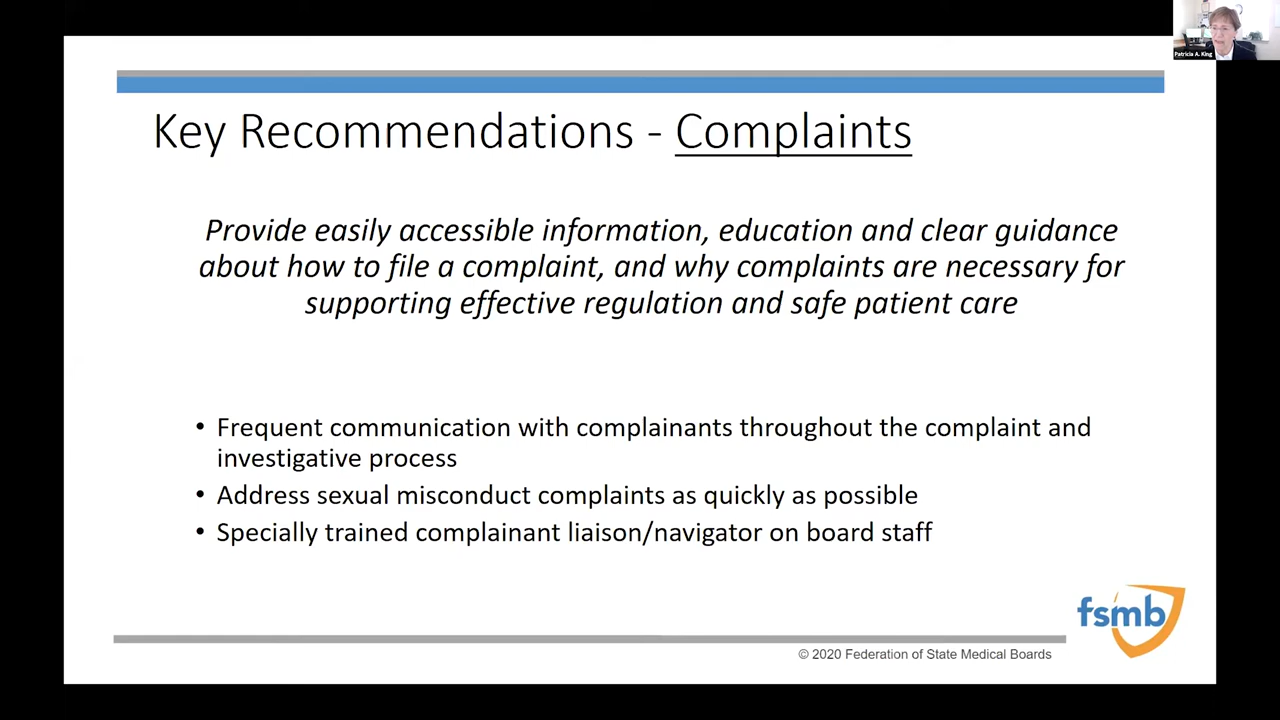 Patricia A. King
Key Recommendations - Complaints
Provide easily accessible information, education and clear guidance
about how to file a complaint, and why complaints are necessary for
supporting effective regulation and safe patient care
• Frequent communication with complainants throughout the complaint and
investigative process
• Address sexual misconduct complaints as quickly as possible
• Specially trained complainant liaison/navigator on board staff
fsmb
© 2020 Federation of State Medical Boards